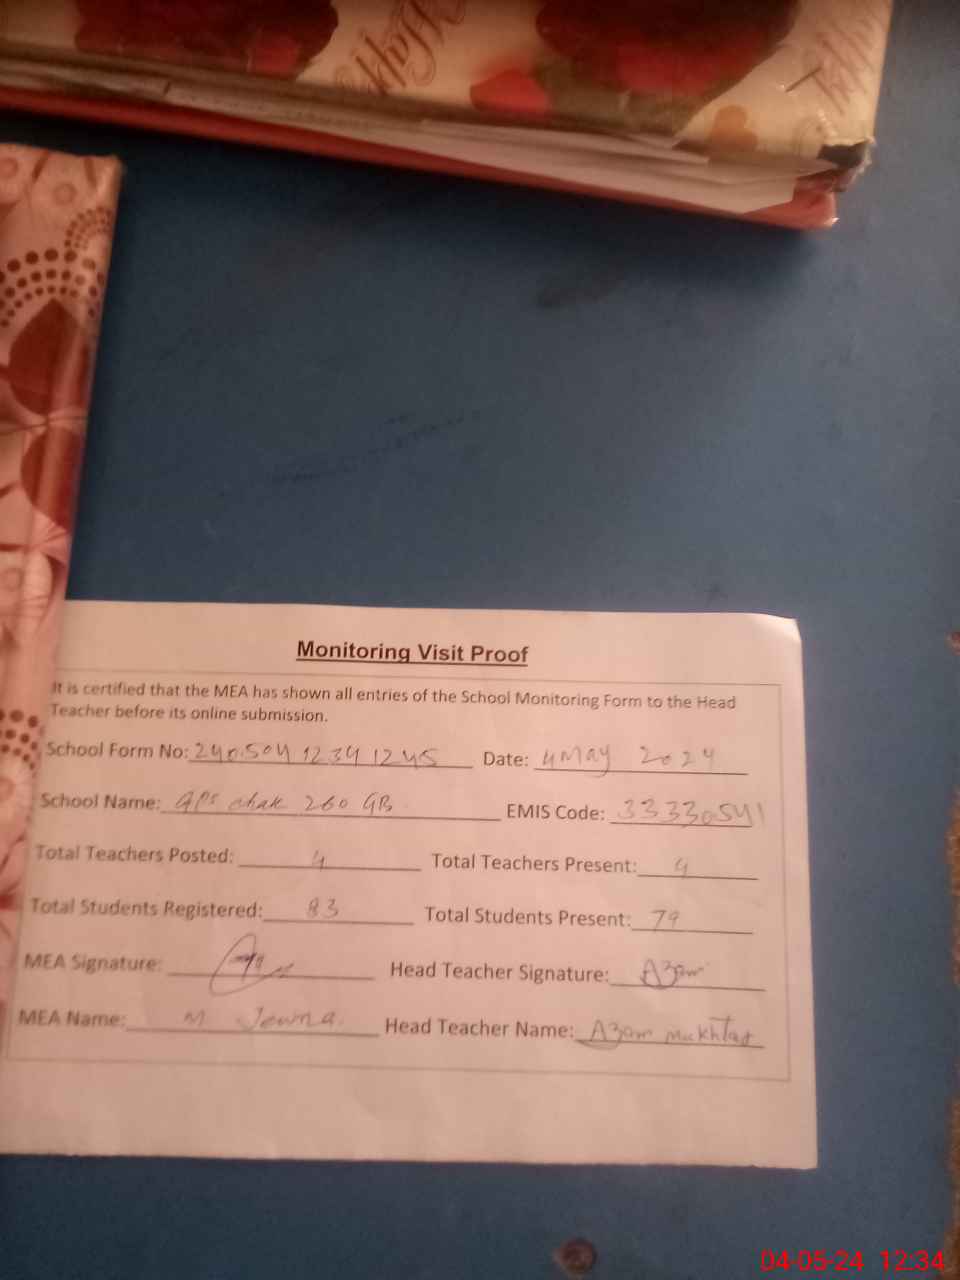 Monitoring Visit Proof
It is certified that the MEA has shown all entries of the School Monitoring Form to the Head
Teacher before its online submission.
School Form No: 240504 1234 1245 Date: 4 May 2024
School Name: GPS chak 260 GB EMIS Code: 33330541
Total Teachers Posted: 4 Total Teachers Present: 4
Total Students Registered: 83 Total Students Present: 79
MEA Signature: Head Teacher Signature: Azam
MEA Name: M Head Teacher Name: Azam Mukhtar
04-05-24 12:34